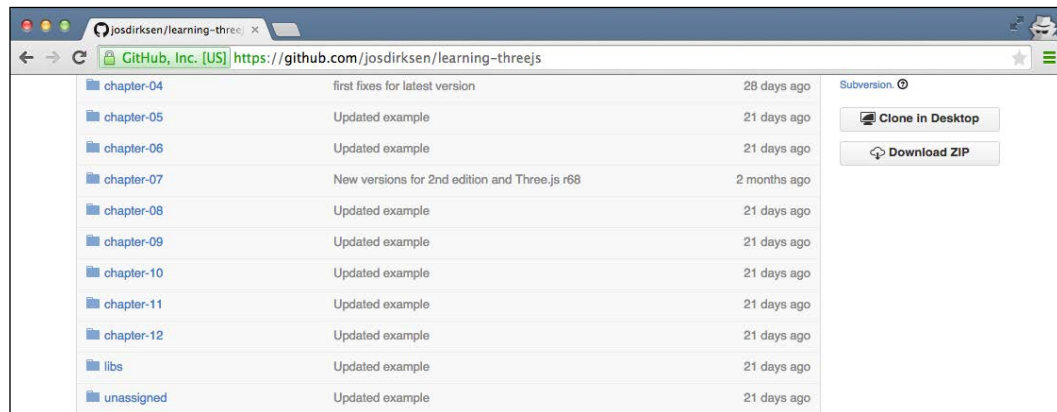 josdirksen/learning-three
GitHub, Inc. [US] https://github.com/josdirksen/learning-threejs
chapter-04 first fixes for latest version 28 days ago
Subversion.
chapter-05 Updated example 21 days ago
Clone in Desktop
chapter-06 Updated example 21 days ago
Download ZIP
chapter-07 New versions for 2nd edition and Three.js r68 2 months ago
chapter-08 Updated example 21 days ago
chapter-09 Updated example 21 days ago
chapter-10 Updated example 21 days ago
chapter-11 Updated example 21 days ago
chapter-12 Updated example 21 days ago
libs Updated example 21 days ago
unassigned Updated example 21 days ago